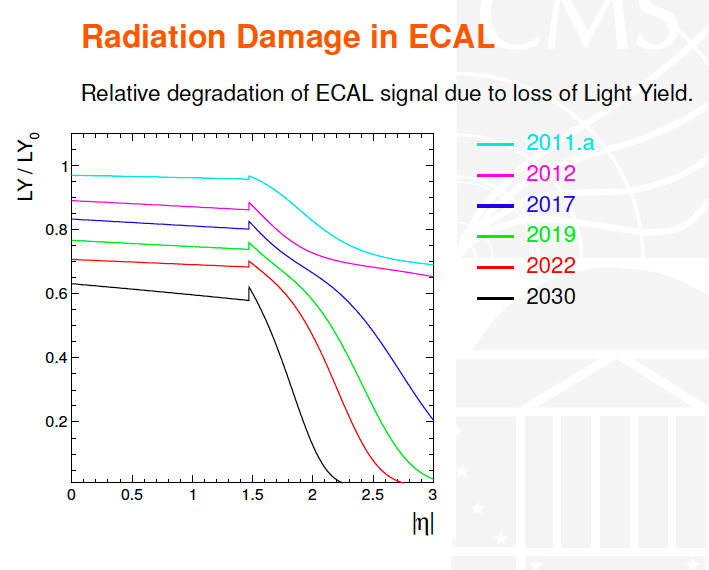 CMS
Radiation Damage in ECAL
Relative degradation of ECAL signal due to loss of Light Yield.
LY / LY₀
1
0.8
0.6
0.4
0.2
0
0.5
1
1.5
2
2.5
3
|η|
2011.a
2012
2017
2019
2022
2030